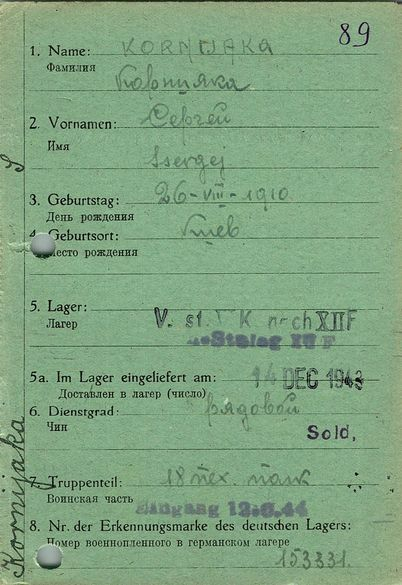 89
1. Name: KORNIJAKA
Фамилия Корнияка
2. Vornamen: Сергей
Имя
Ssergej
3. Geburtstag: 26-VIII-1910
День рождения
4. Geburtsort: Киев
Место рождения
5. Lager: V. st. V K nach XII F
Лагер Stalag XII F
5a. Im Lager eingeliefert am: 14 DEC 1943
Доставлен в лагер (число)
6. Dienstgrad: рядовой
Чин Sold,
7. Truppenteil: 18 пех. полк
Воинская часть Eingang 12.6.44
8. Nr. der Erkennungsmarke des deutschen Lagers:
Номер военнопленного в германском лагере
153331.
Kornijaka
S